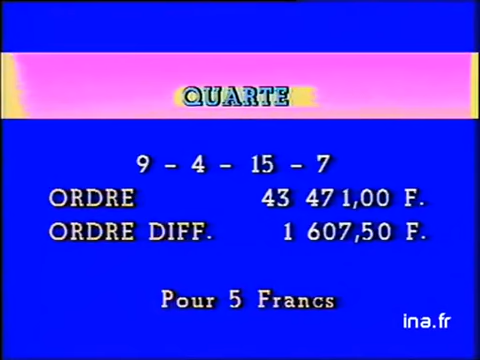 QUARTE
9 - 4 - 15 - 7
ORDRE 43 471,00 F.
ORDRE DIFF. 1 607,50 F.
Pour 5 Francs
ina.fr